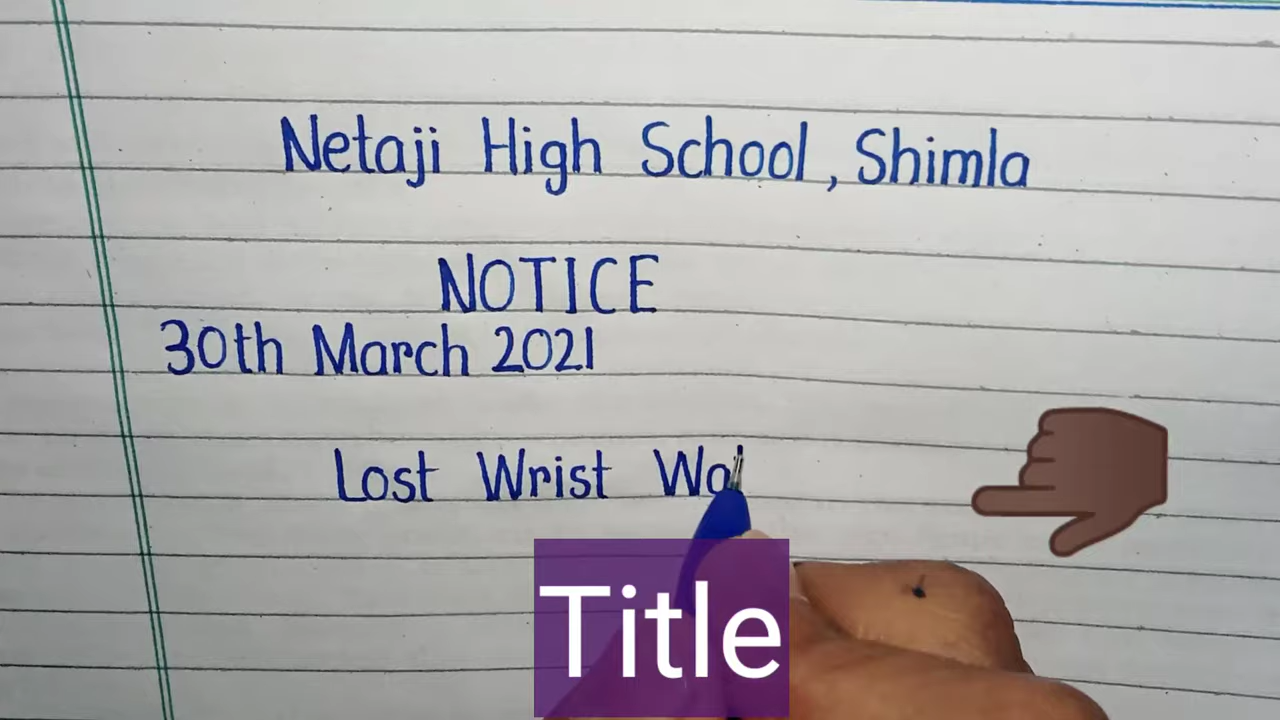 Netaji High School, Shimla
NOTICE
30th March 2021
Lost Wrist
Title